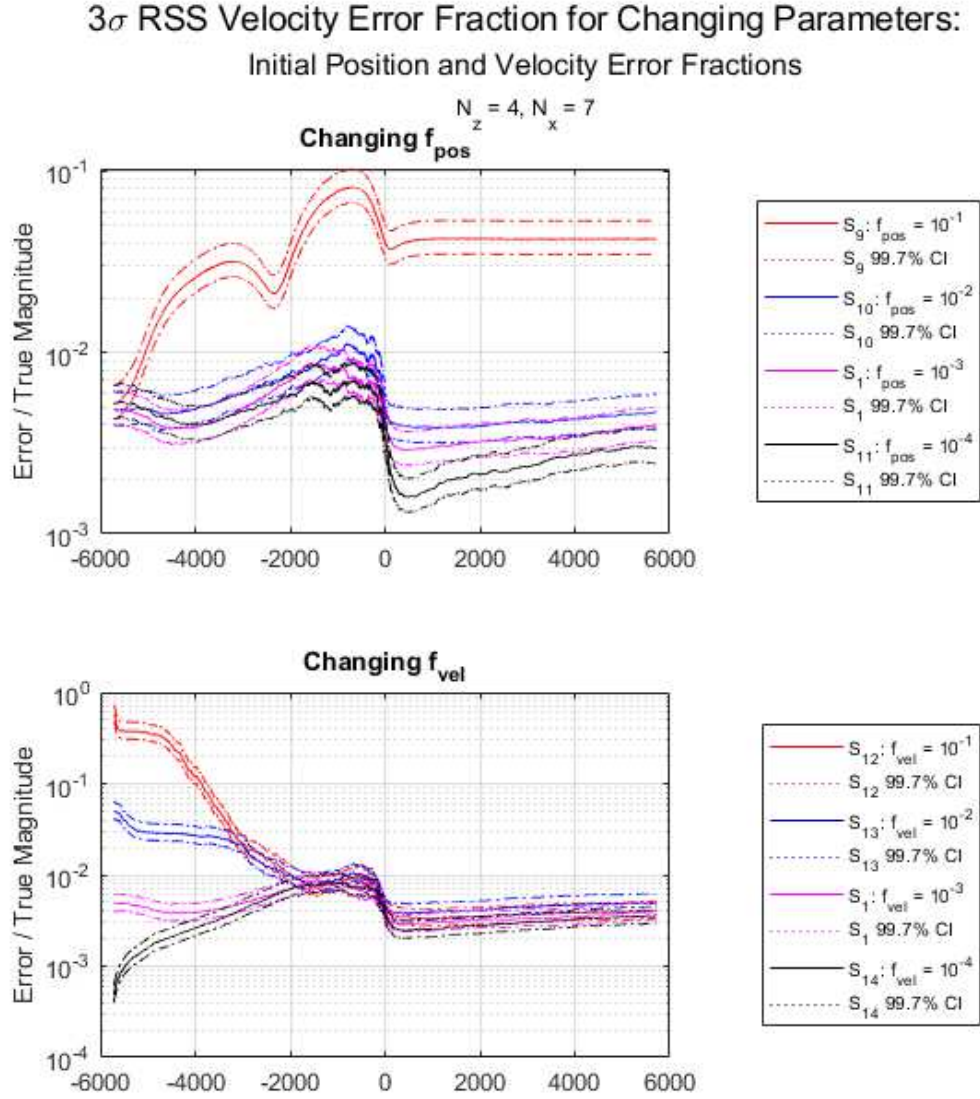 3σ RSS Velocity Error Fraction for Changing Parameters:
Initial Position and Velocity Error Fractions
N_z = 4, N_x = 7
Changing f_pos
Error / True Magnitude
10^-1
10^-2
10^-3
-6000 -4000 -2000 0 2000 4000 6000
S_9: f_pos = 10^-1
S_9 99.7% CI
S_10: f_pos = 10^-2
S_10 99.7% CI
S_1: f_pos = 10^-3
S_1 99.7% CI
S_11: f_pos = 10^-4
S_11 99.7% CI
Changing f_vel
Error / True Magnitude
10^0
10^-1
10^-2
10^-3
10^-4
-6000 -4000 -2000 0 2000 4000 6000
S_12: f_vel = 10^-1
S_12 99.7% CI
S_13: f_vel = 10^-2
S_13 99.7% CI
S_1: f_vel = 10^-3
S_1 99.7% CI
S_14: f_vel = 10^-4
S_14 99.7% CI